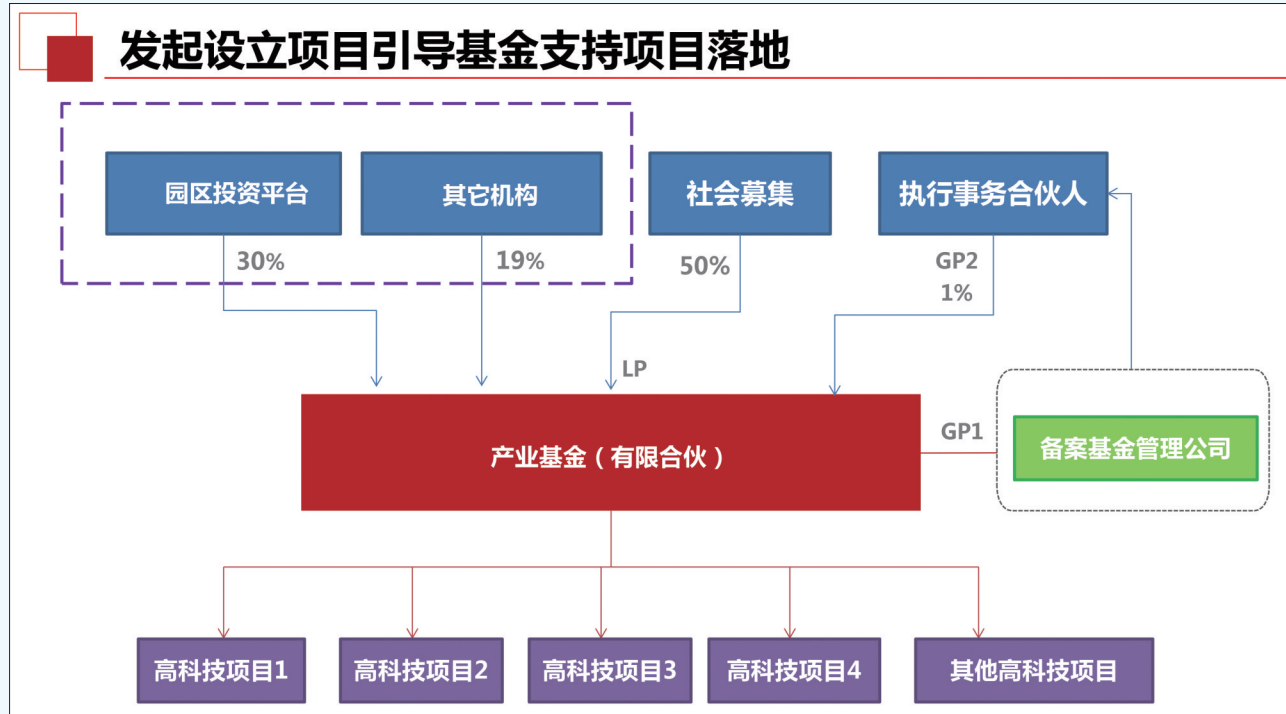 发起设立项目引导基金支持项目落地
园区投资平台
其它机构
社会募集
执行事务合伙人
30%
19%
50%
GP2
1%
LP
产业基金（有限合伙）
GP1
备案基金管理公司
高科技项目1
高科技项目2
高科技项目3
高科技项目4
其他高科技项目